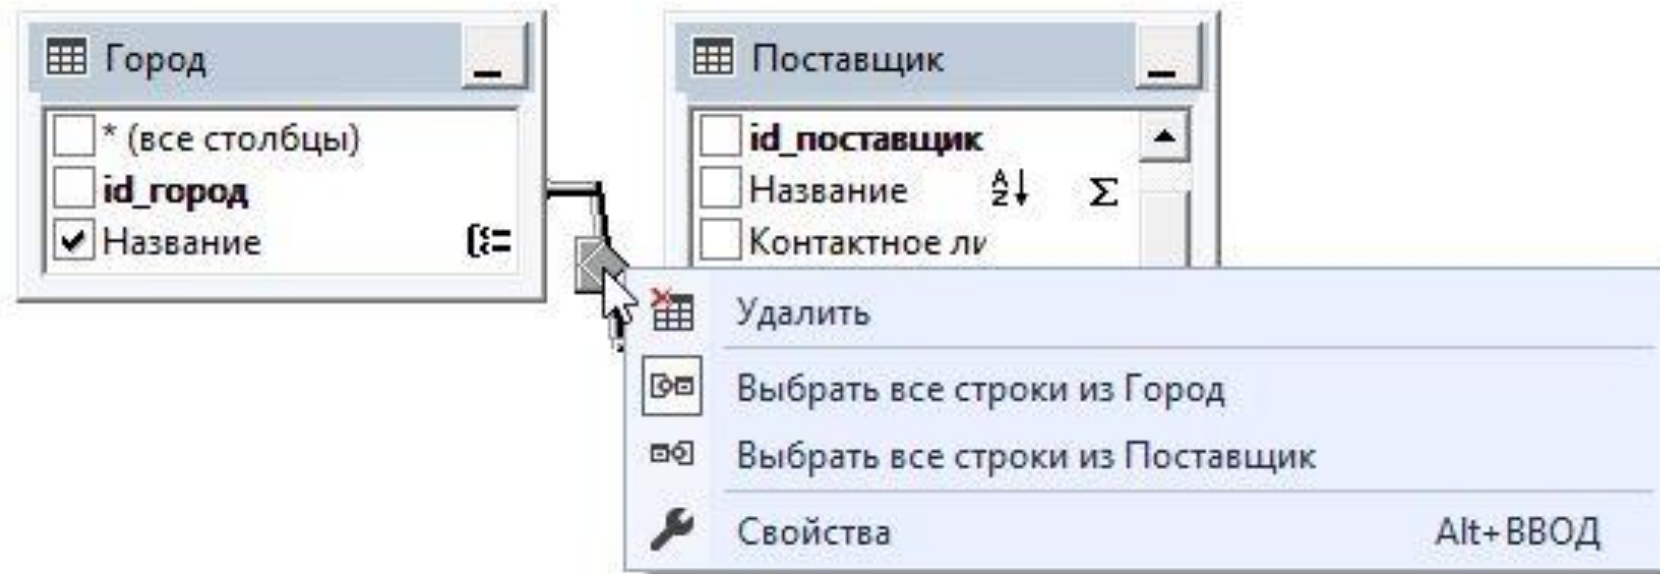 Город
* (все столбцы)
id_город
Название
Поставщик
id_поставщик
Название
Контактное ли
Удалить
Выбрать все строки из Город
Выбрать все строки из Поставщик
Свойства Alt+ВВОД